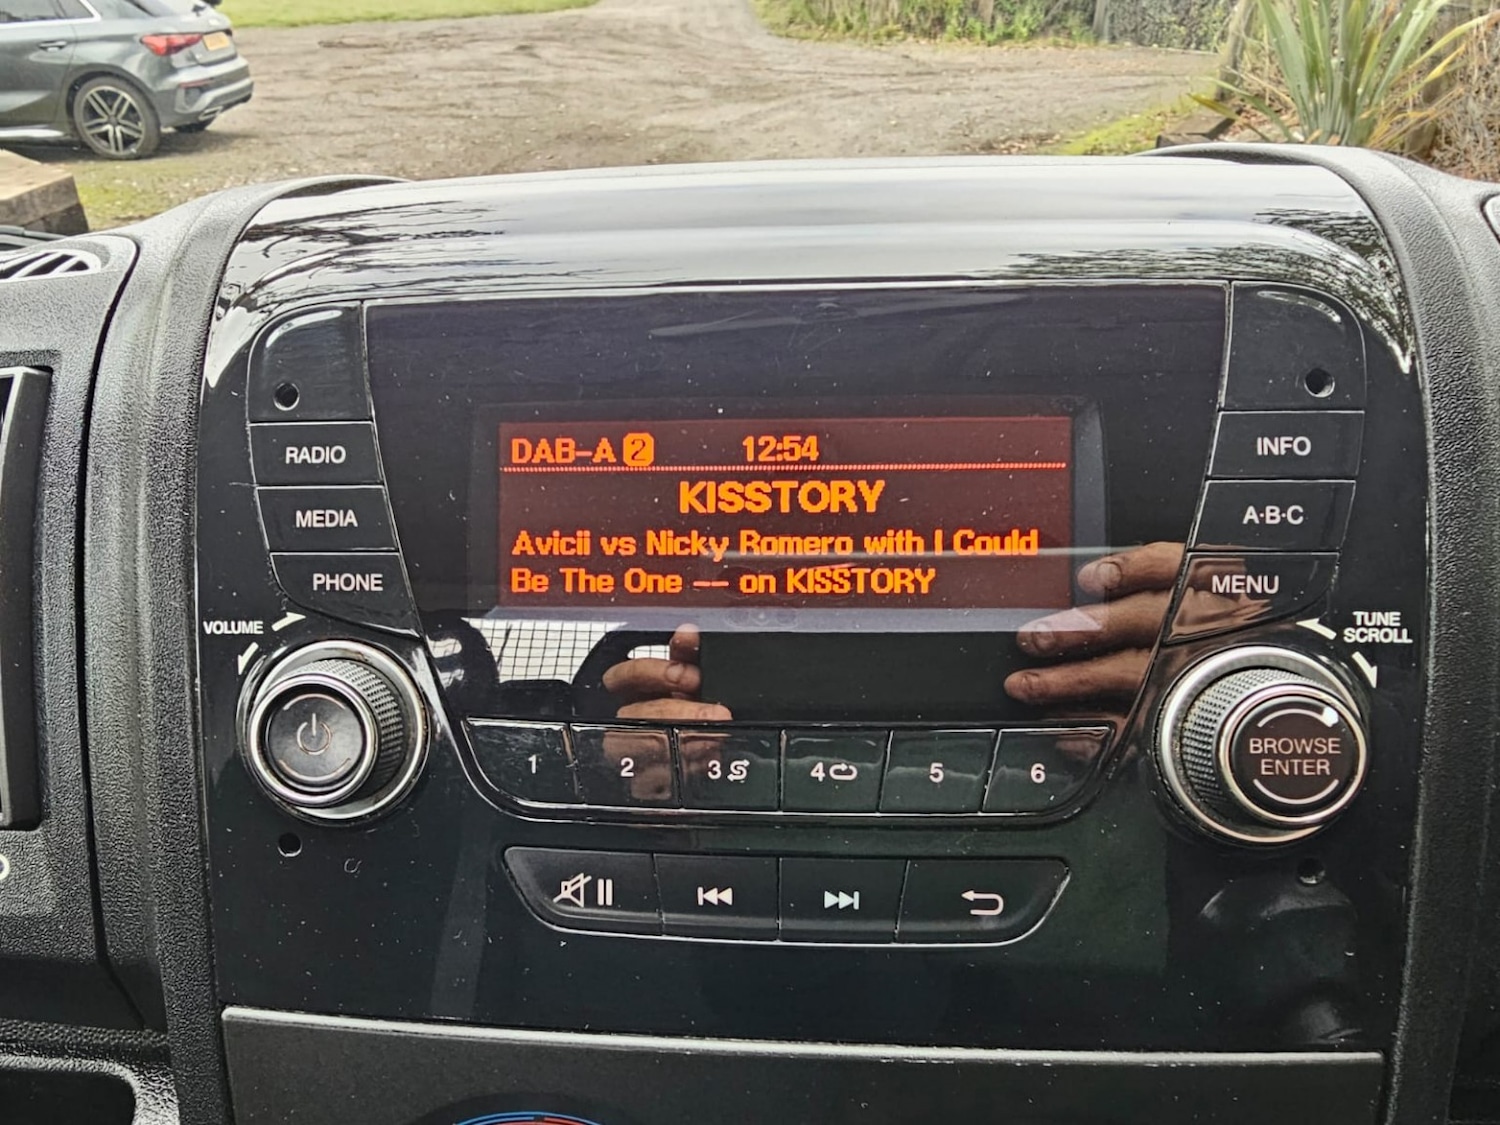 DAB-A 2 12:54
KISSTORY
Avicii vs Nicky Romero with I Could
Be The One -- on KISSTORY
RADIO
MEDIA
PHONE
VOLUME
INFO
A·B·C
MENU
TUNE
SCROLL
BROWSE
ENTER
1 2 3 4 5 6